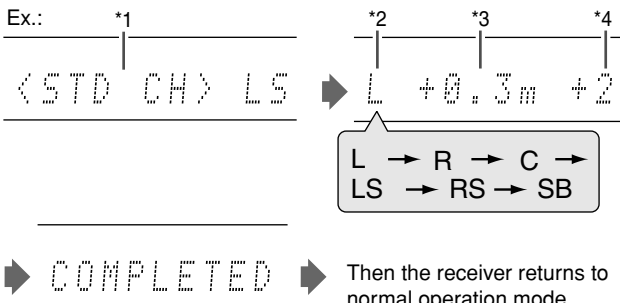 Ex.:
*1
*2
*3
*4
<STD CH> LS
L +0.3m +2
L → R → C →
LS → RS → SB
COMPLETED
Then the receiver returns to
normal operation mode